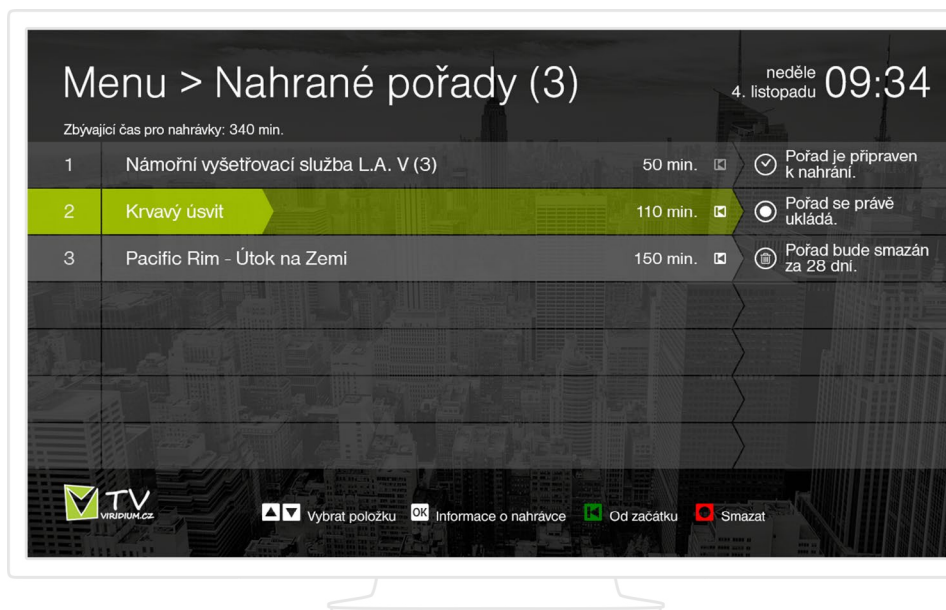 Menu > Nahrané pořady (3)
neděle
4. listopadu 09:34
Zbývající čas pro nahrávky: 340 min.
1 Námořní vyšetřovací služba L.A. V (3) 50 min. Pořad je připraven
k nahrání.
2 Krvavý úsvit 110 min. Pořad se právě
ukládá.
3 Pacific Rim - Útok na Zemi 150 min. Pořad bude smazán
za 28 dní.
TV
VIRIDIUM.CZ
Vybrat položku OK Informace o nahrávce Od začátku Smazat